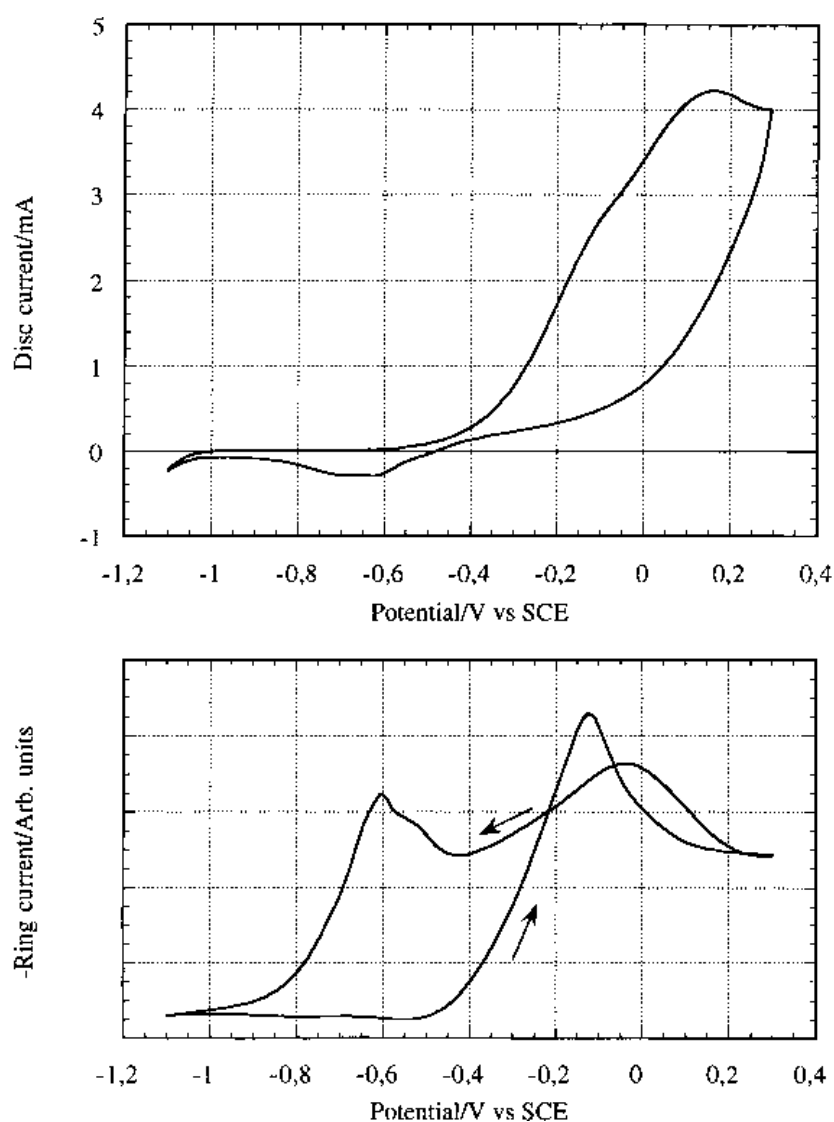 5
4
3
2
1
0
-1
Disc current/mA
-1,2 -1 -0,8 -0,6 -0,4 -0,2 0 0,2 0,4
Potential/V vs SCE
-Ring current/Arb. units
-1,2 -1 -0,8 -0,6 -0,4 -0,2 0 0,2 0,4
Potential/V vs SCE